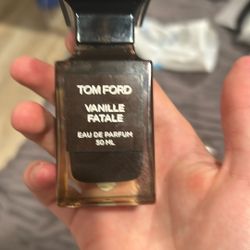 TOM FORD
VANILLE
FATALE
EAU DE PARFUM
50 ML